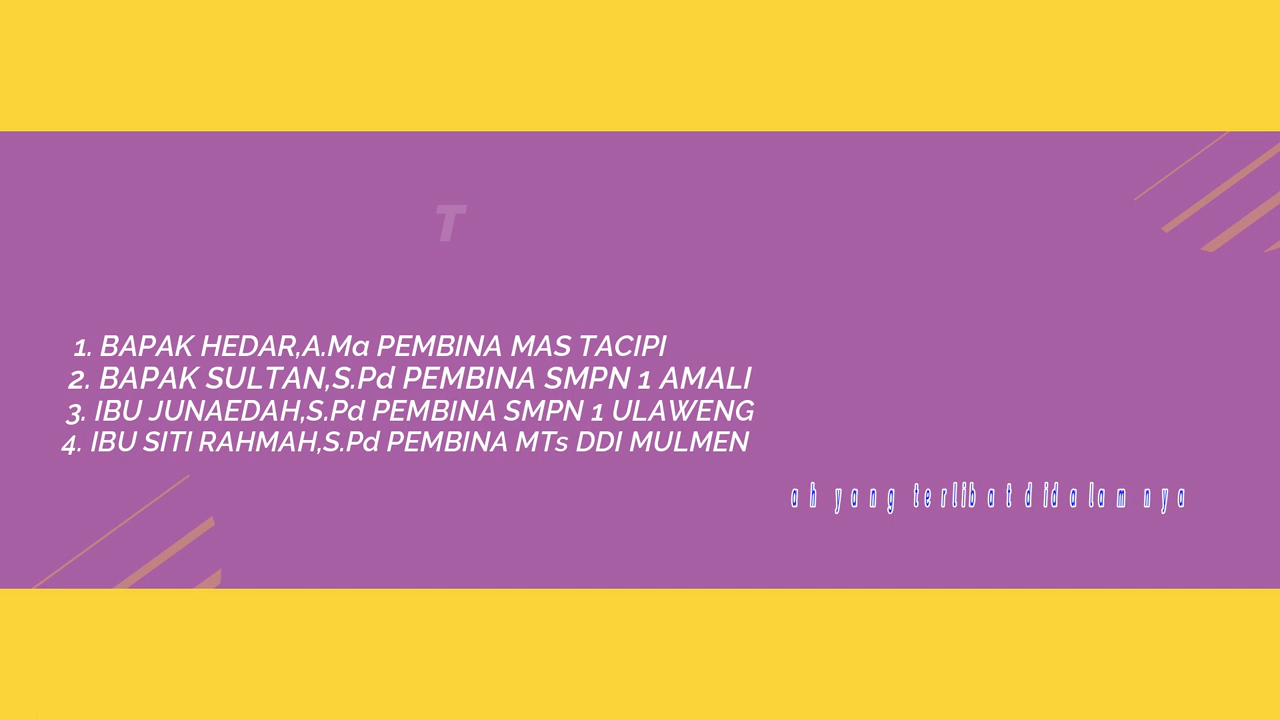 T
1. BAPAK HEDAR,A.Ma PEMBINA MAS TACIPI
2. BAPAK SULTAN,S.Pd PEMBINA SMPN 1 AMALI
3. IBU JUNAEDAH,S.Pd PEMBINA SMPN 1 ULAWENG
4. IBU SITI RAHMAH,S.Pd PEMBINA MTs DDI MULMEN
ah yang terlibat didalam nya